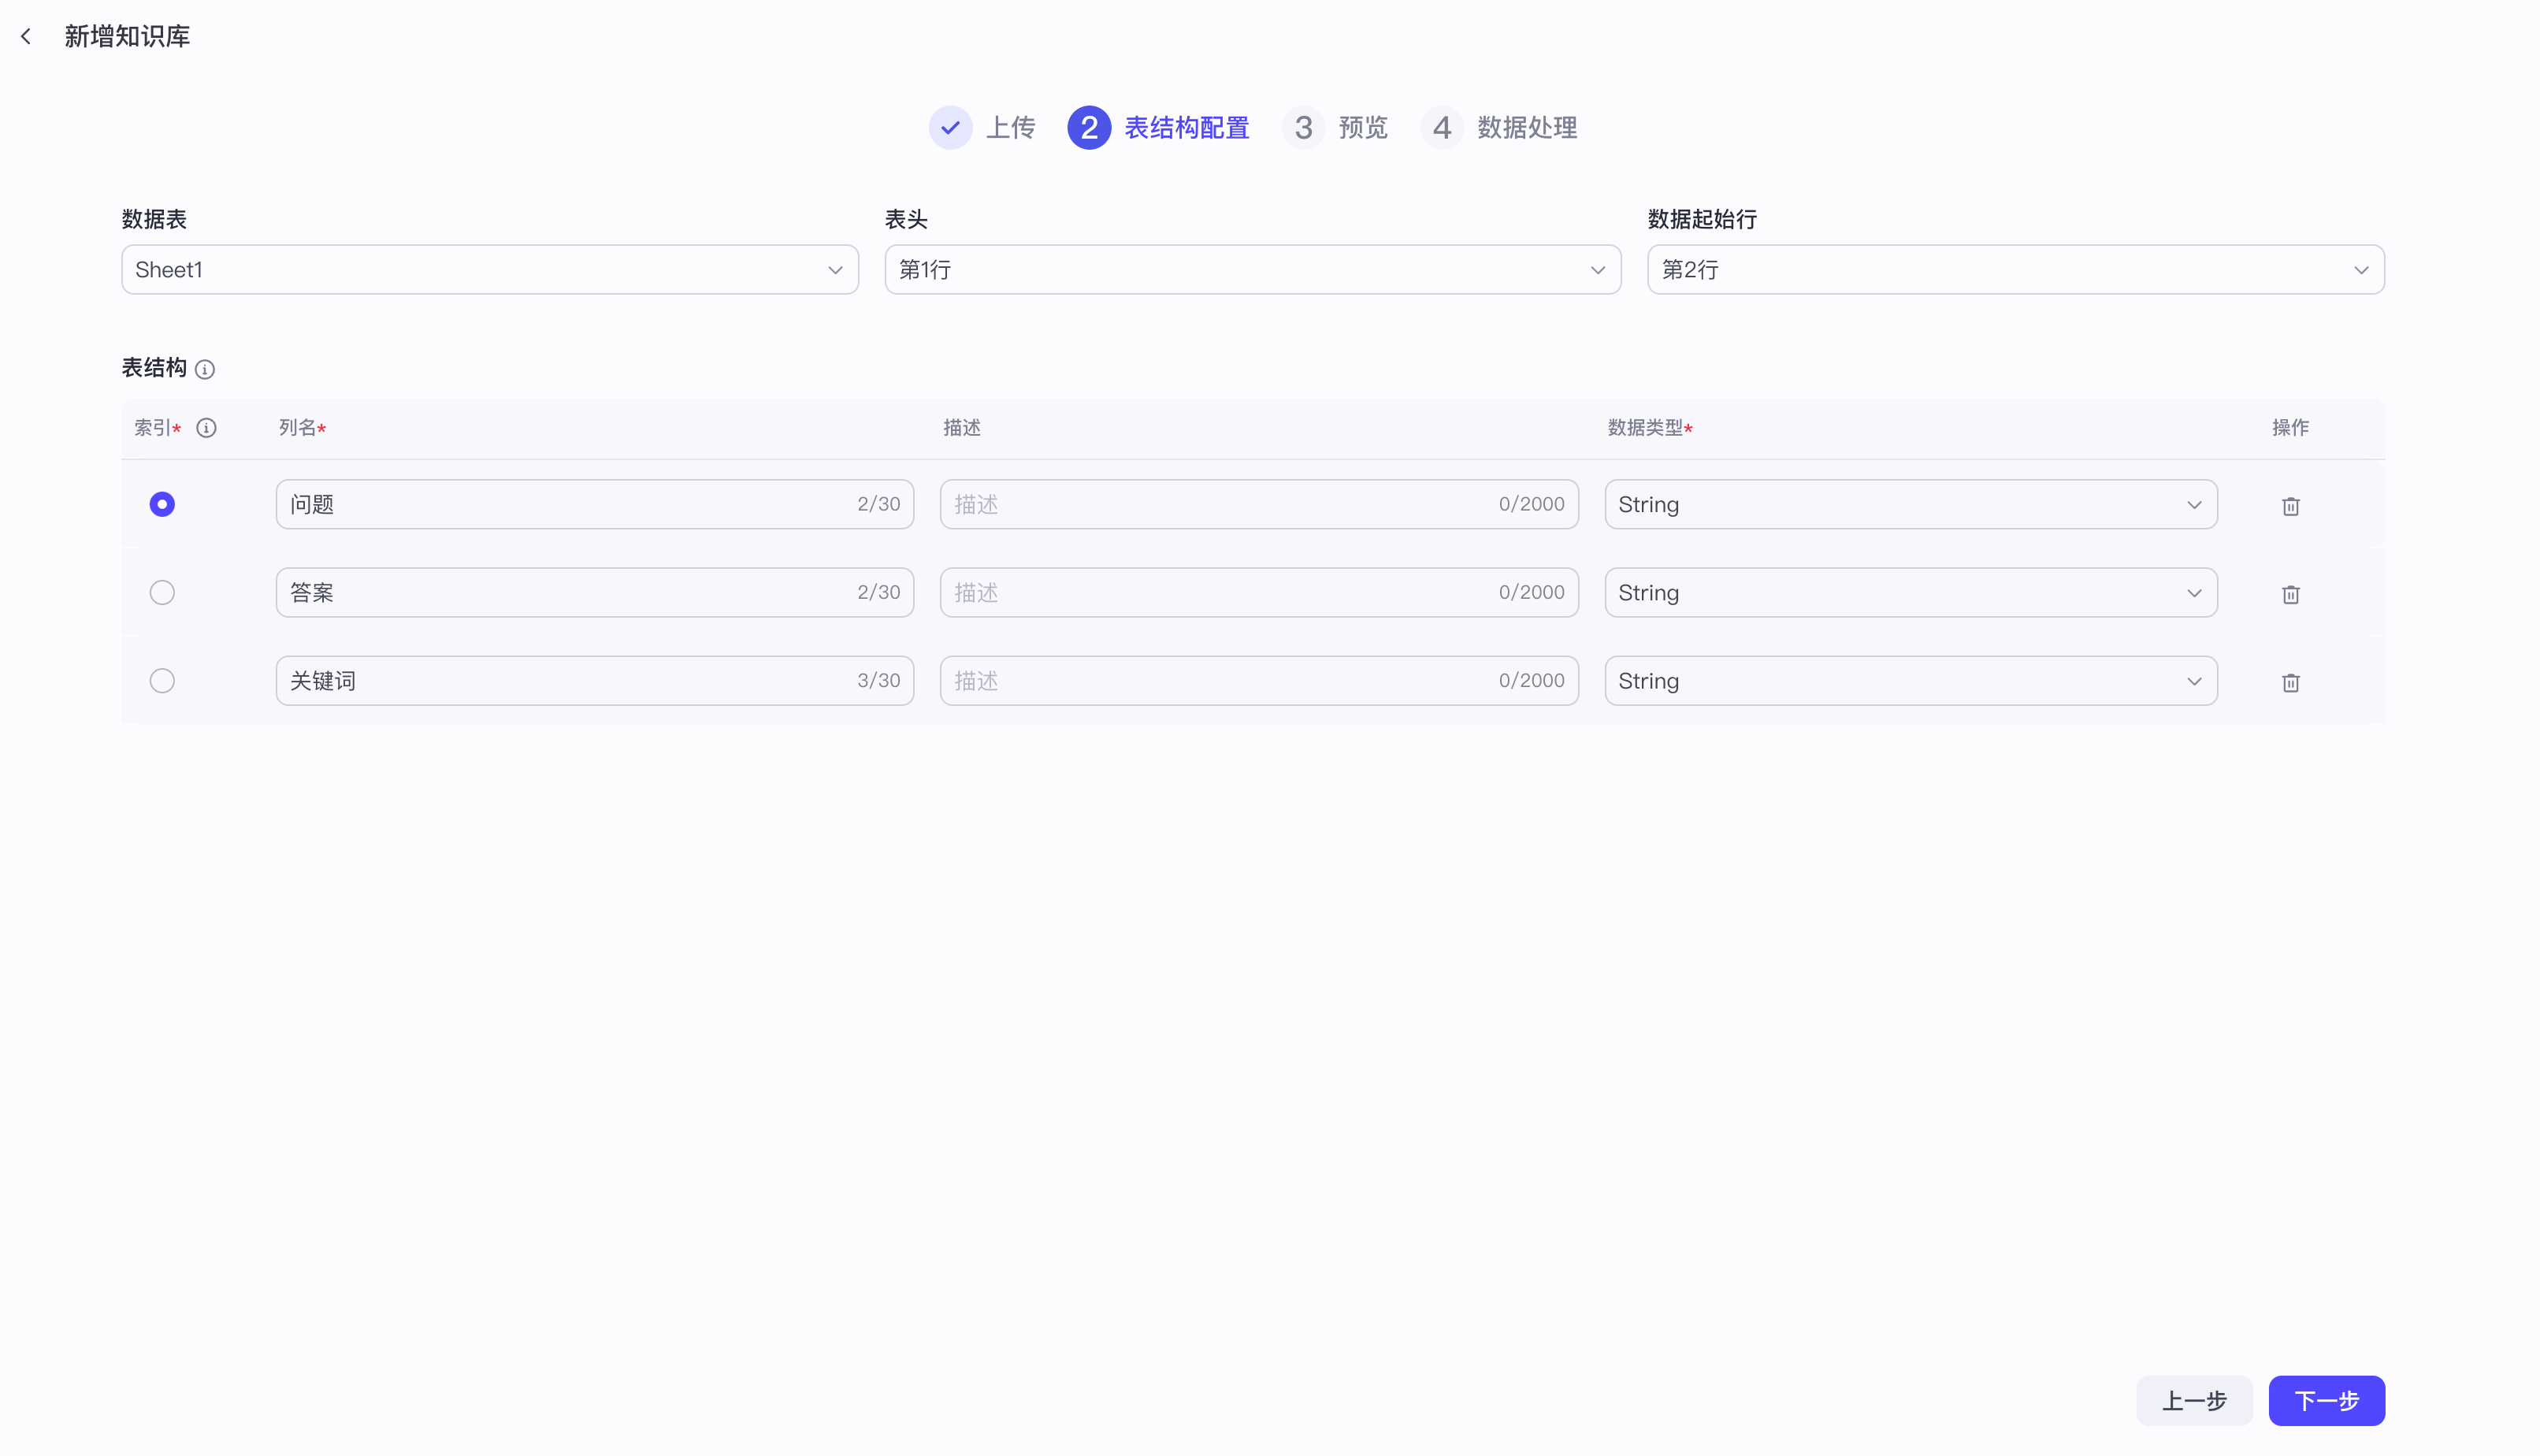 新增知识库
上传 2 表结构配置 3 预览 4 数据处理
数据表 表头 数据起始行
Sheet1 第1行 第2行
表结构
索引* 列名* 描述 数据类型* 操作
问题 2/30 描述 0/2000 String
答案 2/30 描述 0/2000 String
关键词 3/30 描述 0/2000 String
上一步 下一步